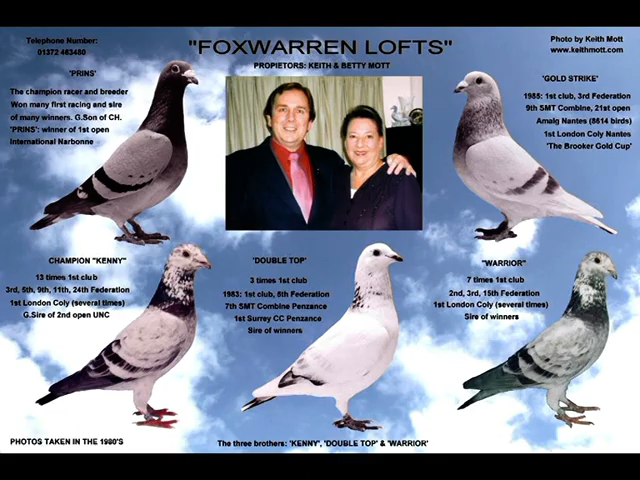 Telephone Number:
01372 463480
"FOXWARREN LOFTS"
PROPIETORS: KEITH & BETTY MOTT
Photo by Keith Mott
www.keithmott.com
'PRINS'
The champion racer and breeder
Won many first racing and sire
of many winners. G.Son of CH.
'PRINS': winner of 1st open
International Narbonne
'GOLD STRIKE'
1985: 1st club, 3rd Federation
9th SMT Combine, 21st open
Amalg Nantes (8814 birds)
1st London Coly Nantes
'The Brooker Gold Cup'
CHAMPION "KENNY"
13 times 1st club
3rd, 5th, 9th, 11th, 24th Federation
1st London Coly (several times)
G.Sire of 2nd open UNC
'DOUBLE TOP'
3 times 1st club
1983: 1st club, 5th Federation
7th SMT Combine Penzance
1st Surrey CC Penzance
Sire of winners
"WARRIOR"
7 times 1st club
2nd, 3rd, 15th Federation
1st London Coly (several times)
Sire of winners
PHOTOS TAKEN IN THE 1980'S
The three brothers: 'KENNY', 'DOUBLE TOP' & 'WARRIOR'